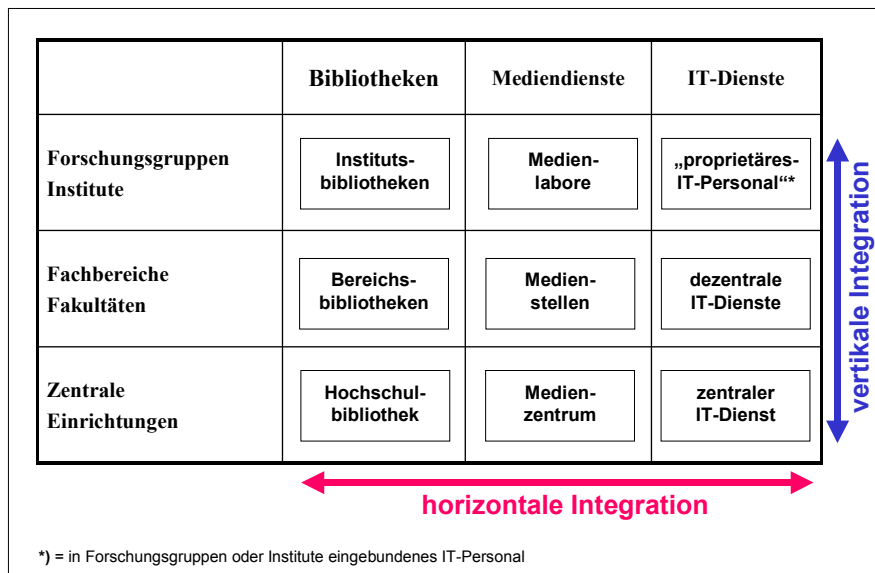 Bibliotheken Mediendienste IT-Dienste
Forschungsgruppen
Institute
Instituts-
bibliotheken
Medien-
labore
„proprietäres-
IT-Personal“*
Fachbereiche
Fakultäten
Bereichs-
bibliotheken
Medien-
stellen
dezentrale
IT-Dienste
Zentrale
Einrichtungen
Hochschul-
bibliothek
Medien-
zentrum
zentraler
IT-Dienst
vertikale Integration
horizontale Integration
*) = in Forschungsgruppen oder Institute eingebundenes IT-Personal